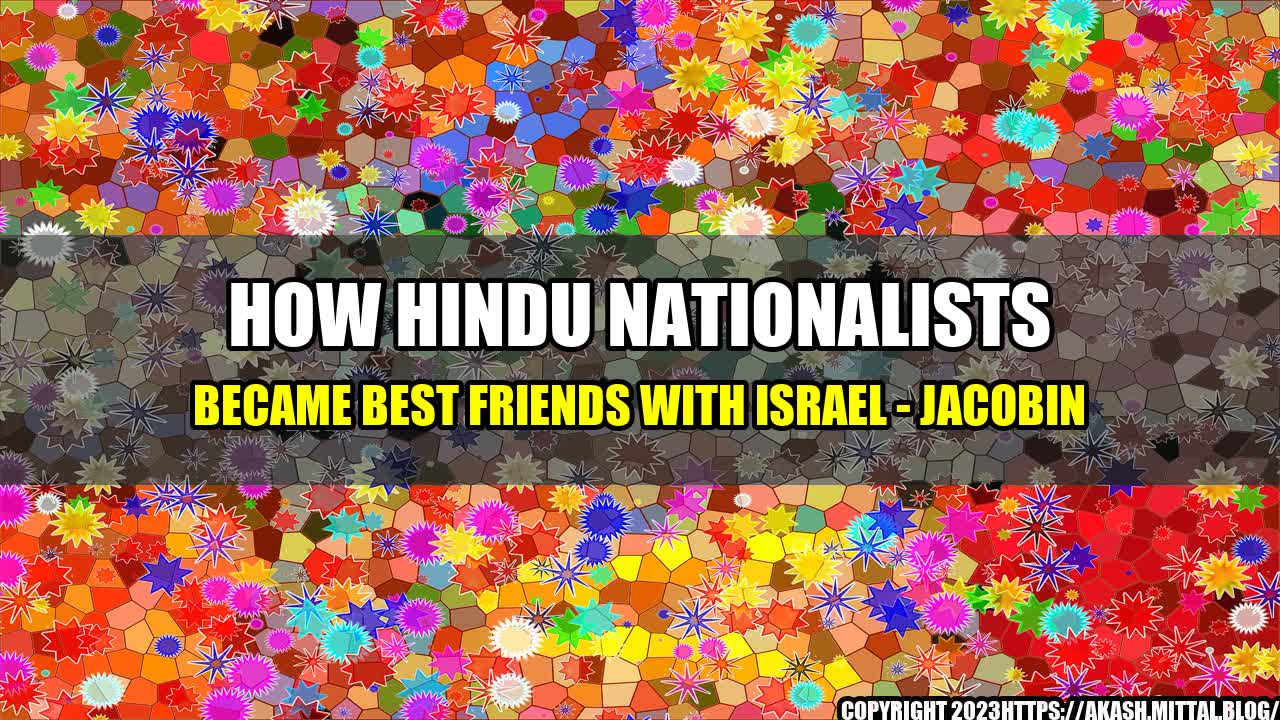 HOW HINDU NATIONALISTS
BECAME BEST FRIENDS WITH ISRAEL - JACOBIN
COPYRIGHT 2023HTTPS://AKASH.MITTAL.BLOG/